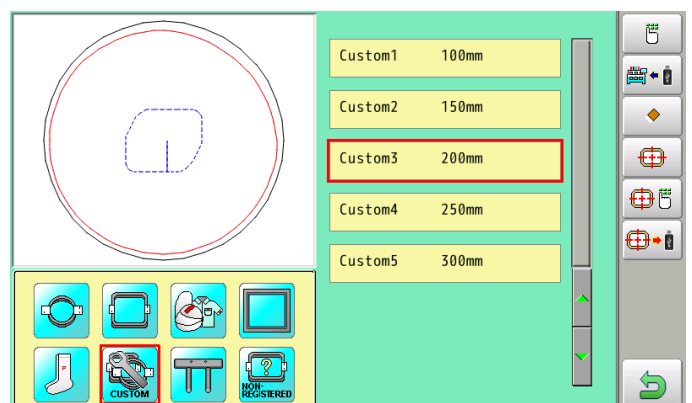 Custom1 100mm
Custom2 150mm
Custom3 200mm
Custom4 250mm
Custom5 300mm
P
CUSTOM
?
NON-
REGISTERED